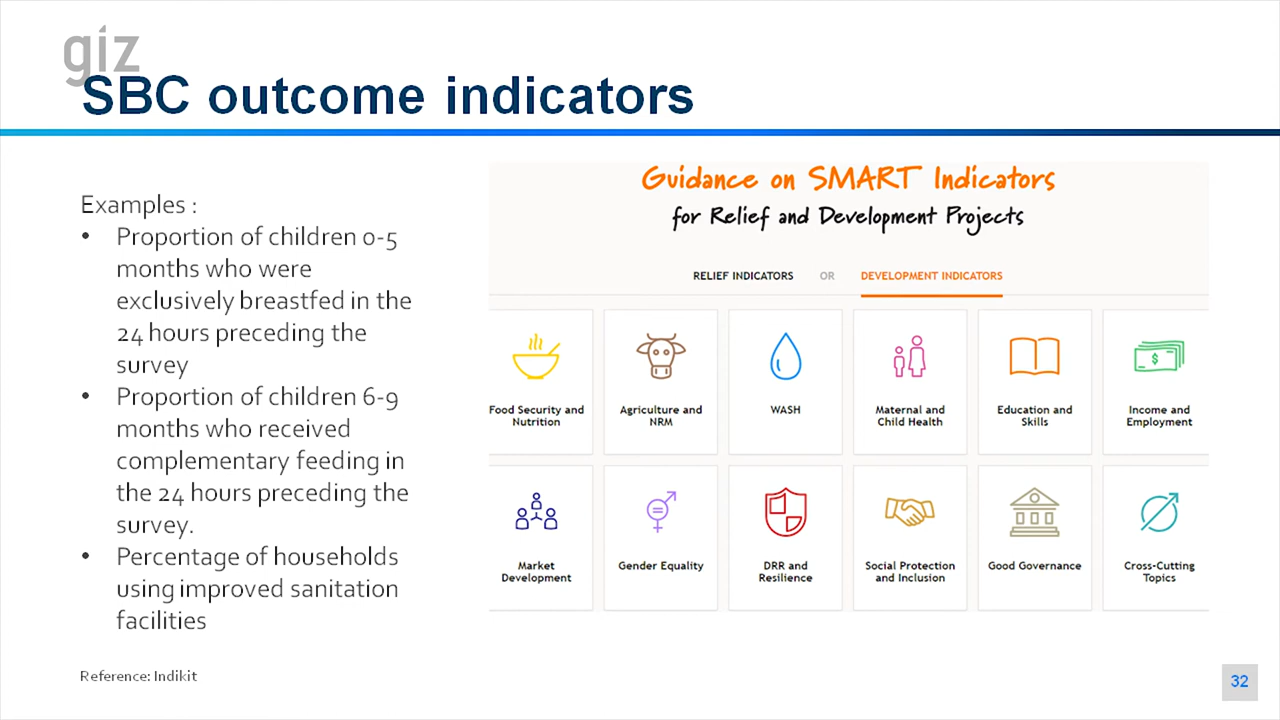 giz
SBC outcome indicators
Examples :
• Proportion of children 0-5
months who were
exclusively breastfed in the
24 hours preceding the
survey
• Proportion of children 6-9
months who received
complementary feeding in
the 24 hours preceding the
survey.
• Percentage of households
using improved sanitation
facilities
Guidance on SMART Indicators
for Relief and Development Projects
RELIEF INDICATORS OR DEVELOPMENT INDICATORS
Food Security and
Nutrition
Agriculture and
NRM
WASH
Maternal and
Child Health
Education and
Skills
$
Income and
Employment
Market
Development
Gender Equality
DRR and
Resilience
Social Protection
and Inclusion
Good Governance
Cross-Cutting
Topics
Reference: Indikit
32